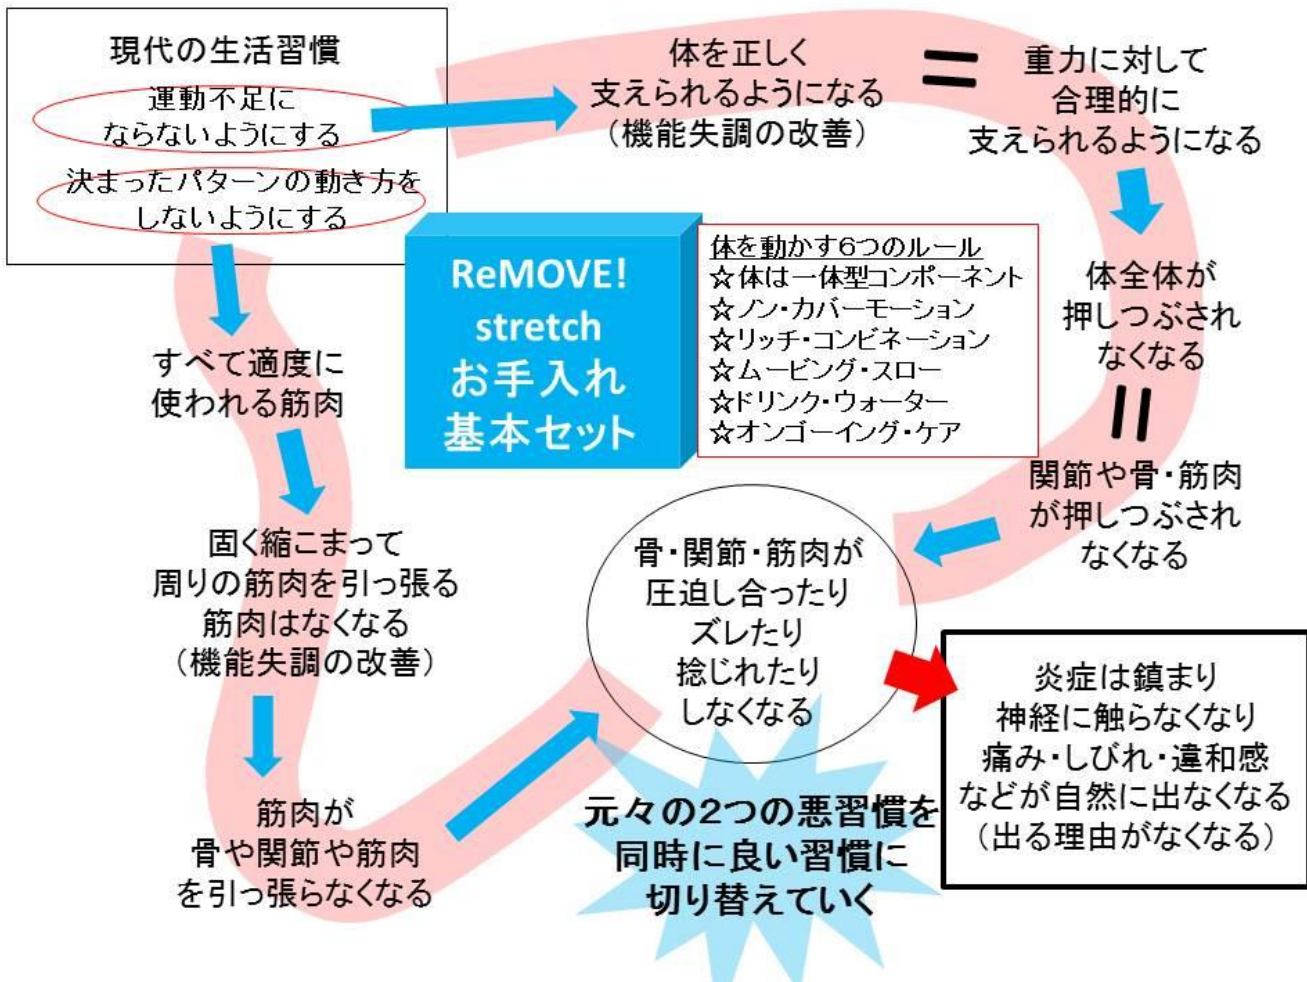 現代の生活習慣
運動不足に
ならないようにする
決まったパターンの動き方を
しないようにする
体を正しく
支えられるようになる
(機能失調の改善)
=
重力に対して
合理的に
支えられるようになる
体全体が
押しつぶされ
なくなる
=
関節や骨・筋肉
が押しつぶされ
なくなる
ReMOVE!
stretch
お手入れ
基本セット
体を動かす6つのルール
☆体は一体型コンポーネント
☆ノン・カバーモーション
☆リッチ・コンビネーション
☆ムービング・スロー
☆ドリンク・ウォーター
☆オンゴーイング・ケア
すべて適度に
使われる筋肉
固く縮こまって
周りの筋肉を引っ張る
筋肉はなくなる
(機能失調の改善)
筋肉が
骨や関節や筋肉
を引っ張らなくなる
骨・関節・筋肉が
圧迫し合ったり
ズレたり
捻じれたり
しなくなる
元々の2つの悪習慣を
同時に良い習慣に
切り替えていく
炎症は鎮まり
神経に触らなくなり
痛み・しびれ・違和感
などが自然に出なくなる
(出る理由がなくなる)